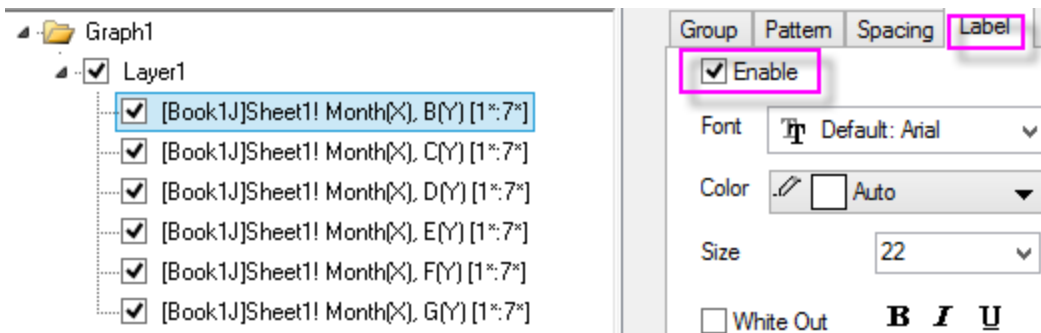 Graph1
Layer1
[Book1J]Sheet1! Month(X), B(Y) [1*:7*]
[Book1J]Sheet1! Month(X), C(Y) [1*:7*]
[Book1J]Sheet1! Month(X), D(Y) [1*:7*]
[Book1J]Sheet1! Month(X), E(Y) [1*:7*]
[Book1J]Sheet1! Month(X), F(Y) [1*:7*]
[Book1J]Sheet1! Month(X), G(Y) [1*:7*]
Group Pattern Spacing Label
Enable
Font Default: Arial
Color Auto
Size 22
White Out B I U